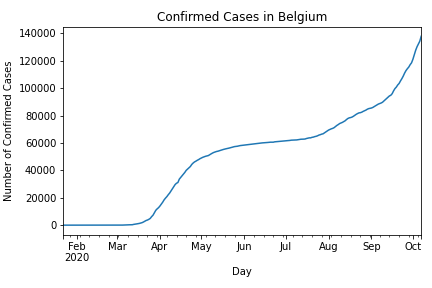 Confirmed Cases in Belgium
140000
120000
100000
80000
60000
40000
20000
0
Number of Confirmed Cases
Feb Mar Apr May Jun Jul Aug Sep Oct
2020
Day